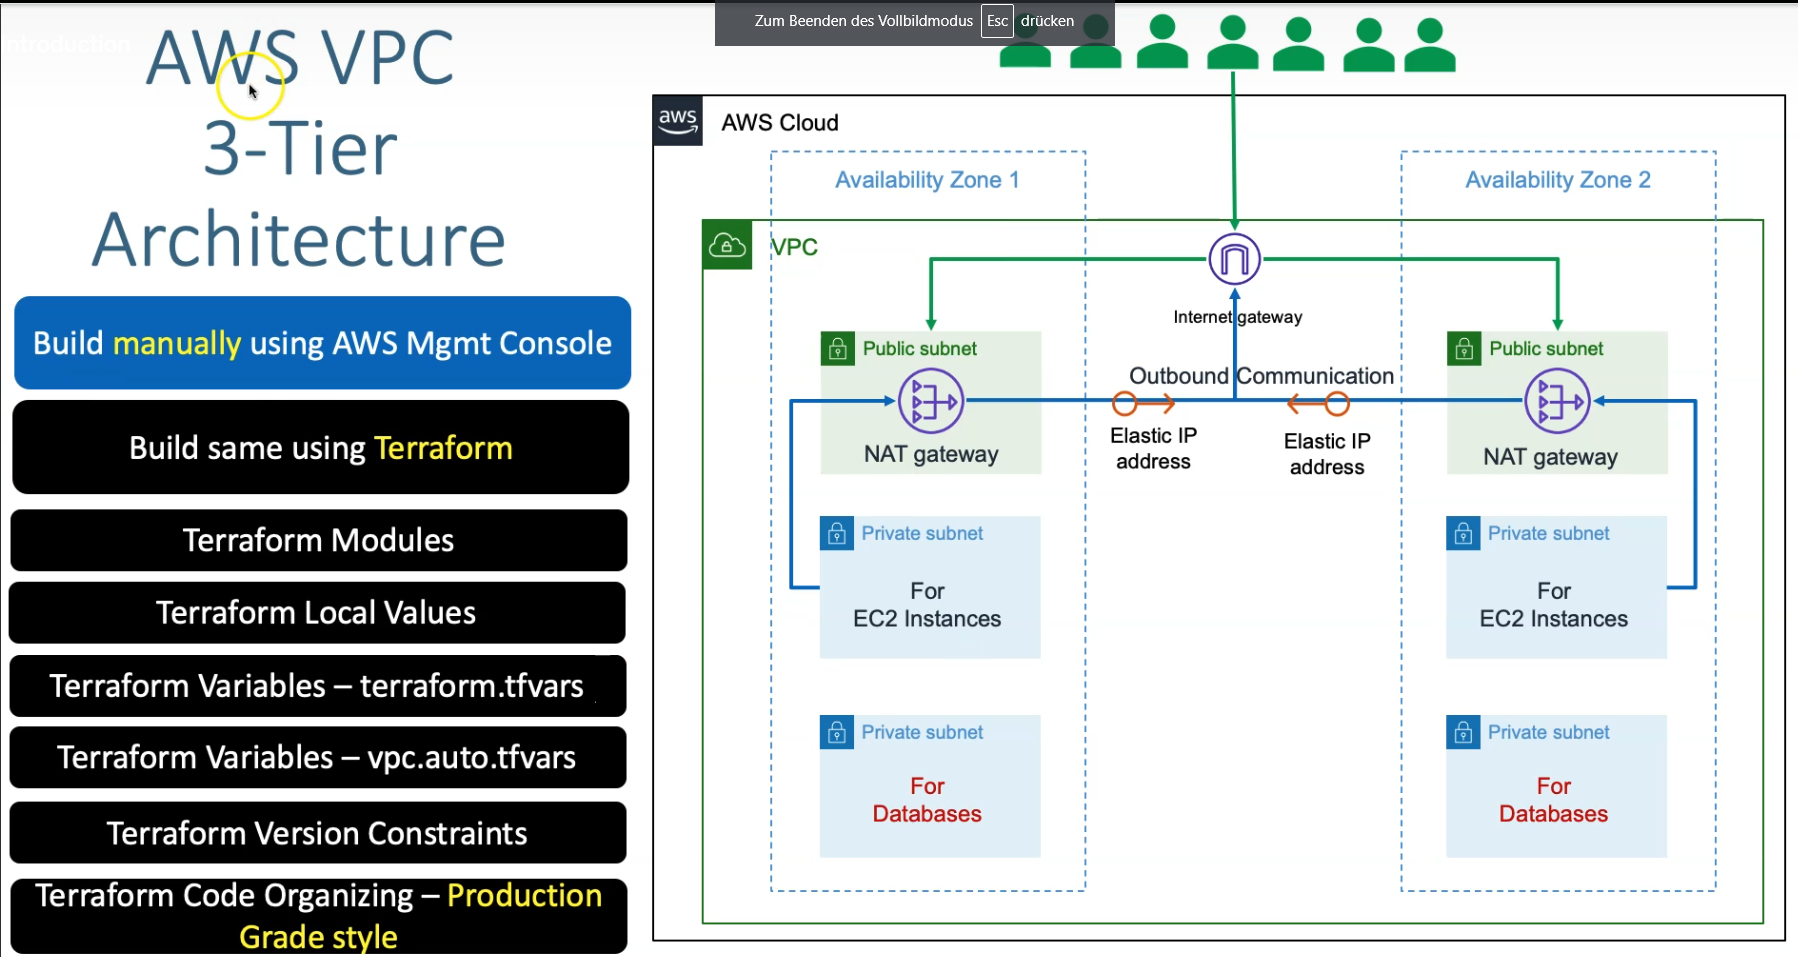 Zum Beenden des Vollbildmodus Esc drücken
Introduction
AWS VPC
3-Tier
Architecture
Build manually using AWS Mgmt Console
Build same using Terraform
Terraform Modules
Terraform Local Values
Terraform Variables – terraform.tfvars
Terraform Variables – vpc.auto.tfvars
Terraform Version Constraints
Terraform Code Organizing – Production
Grade style
aws
AWS Cloud
Availability Zone 1
Availability Zone 2
VPC
Internet gateway
Public subnet
NAT gateway
Outbound Communication
Elastic IP
address
Elastic IP
address
Public subnet
NAT gateway
Private subnet
For
EC2 Instances
Private subnet
For
EC2 Instances
Private subnet
For
Databases
Private subnet
For
Databases